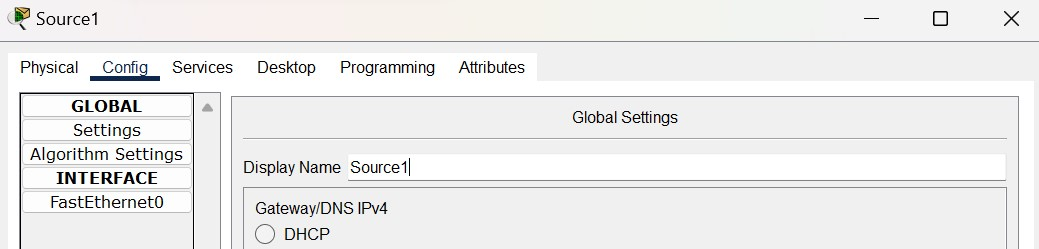 Source1
Physical Config Services Desktop Programming Attributes
GLOBAL
Settings
Algorithm Settings
INTERFACE
FastEthernet0
Global Settings
Display Name Source1
Gateway/DNS IPv4
DHCP